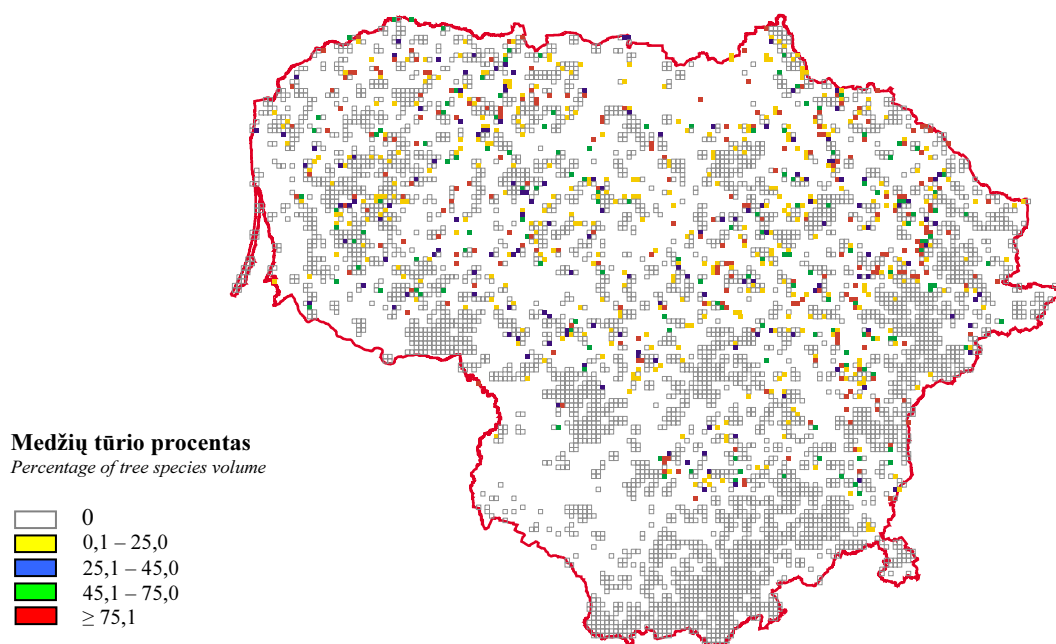 Medžių tūrio procentas
Percentage of tree species volume
0
0,1 – 25,0
25,1 – 45,0
45,1 – 75,0
≥ 75,1